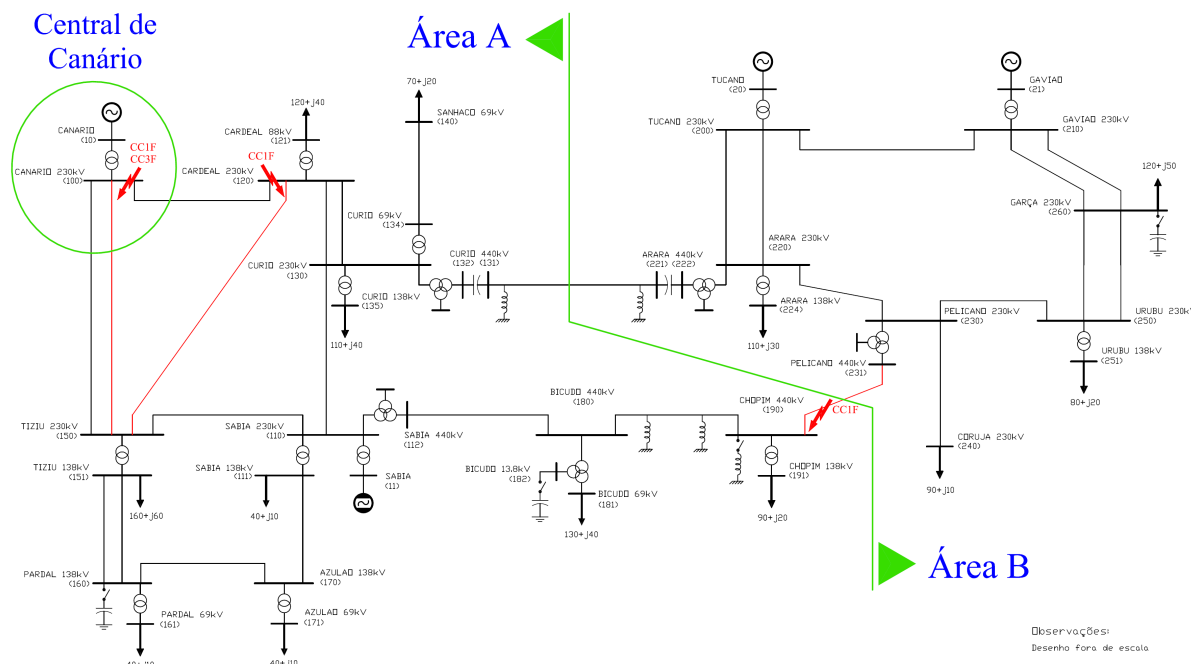 Central de
Canário
Área A
CANARIO
(10)
CC1F
CC3F
CANARIO 230kV
(100)
120+j40
CARDEAL 88kV
(121)
CC1F
CARDEAL 230kV
(120)
70+j20
SANHACO 69kV
(140)
CURIO 69kV
(134)
CURIO 230kV
(130)
CURIO 440kV
(132) (131)
CURIO 138kV
(135)
110+j40
TUCANO
(20)
TUCANO 230kV
(200)
GAVIAO
(21)
GAVIAO 230kV
(210)
120+j50
GARÇA 230kV
(260)
ARARA 230kV
(220)
ARARA 440kV
(221) (222)
ARARA 138kV
(224)
110+j30
PELICANO 230kV
(230)
URUBU 230kV
(250)
PELICANO 440kV
(231)
URUBU 138kV
(251)
80+j20
TIZIU 230kV
(150)
SABIA 230kV
(110)
SABIA 440kV
(112)
BICUDO 440kV
(180)
CHOPIM 440kV
(190)
CC1F
CORUJA 230kV
(240)
90+j10
TIZIU 138kV
(151)
160+j60
SABIA 138kV
(111)
40+j10
SABIA
(11)
BICUDO 13.8kV
(182)
BICUDO 69kV
(181)
130+j40
CHOPIM 138kV
(191)
90+j20
Área B
PARDAL 138kV
(160)
PARDAL 69kV
(161)
40+j10
AZULAO 138kV
(170)
AZULAO 69kV
(171)
40+j10
Observações:
Desenho fora de escala